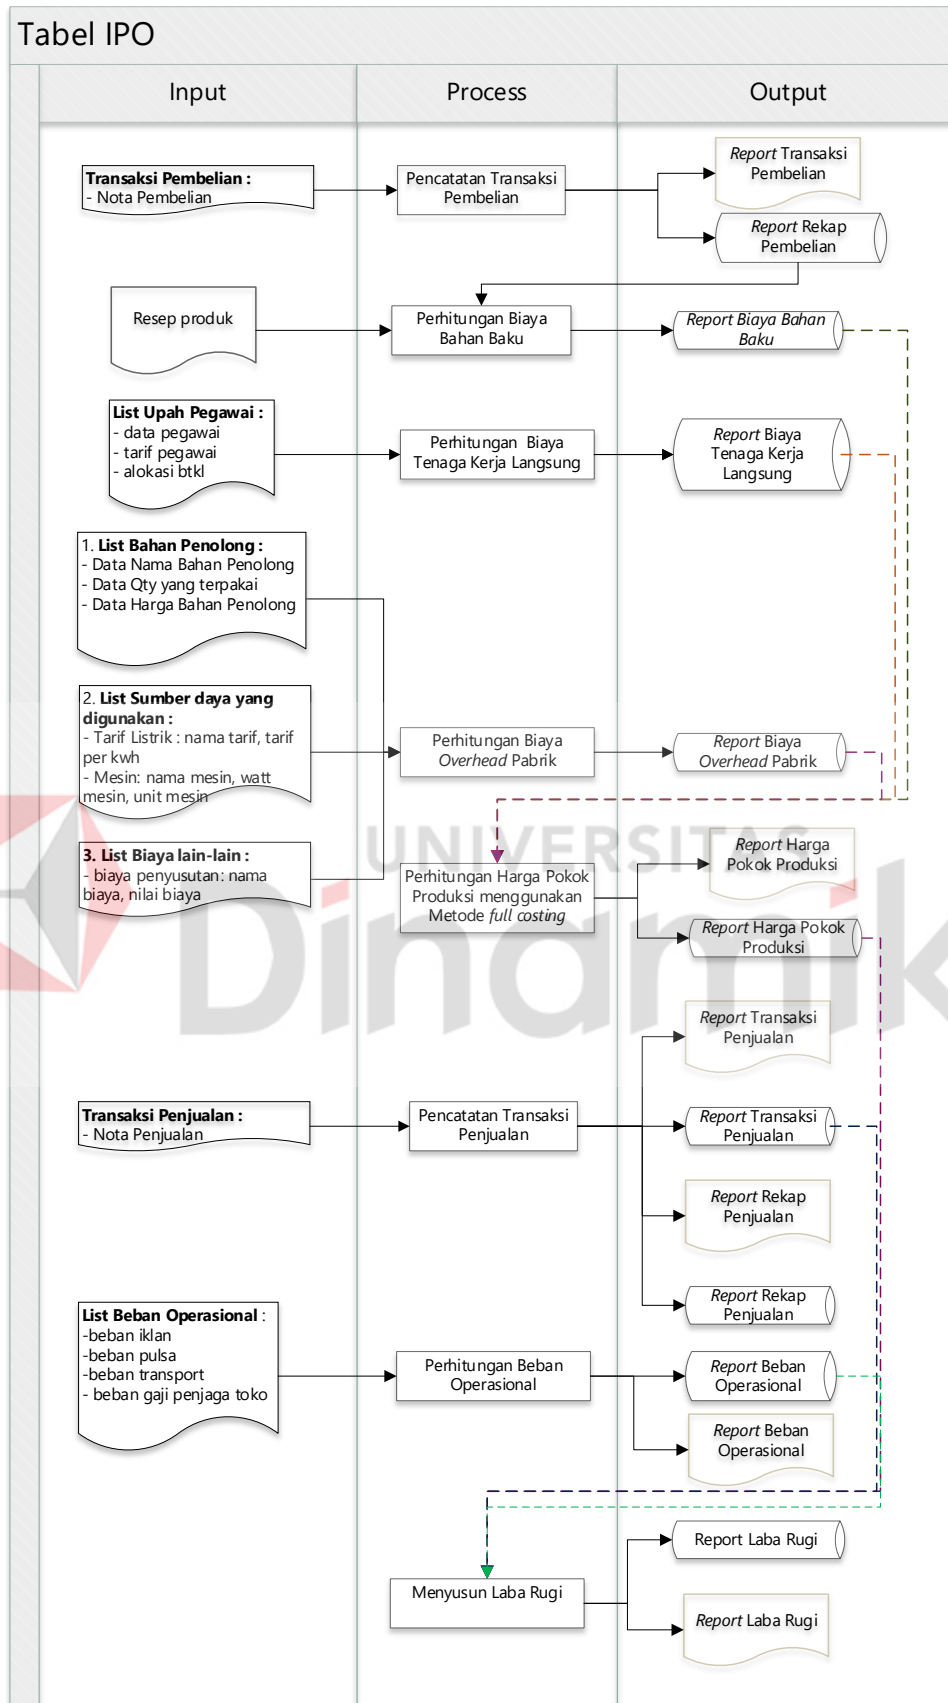 Tabel IPO
Input
Process
Output
Transaksi Pembelian :
- Nota Pembelian
Pencatatan Transaksi
Pembelian
Report Transaksi
Pembelian
Report Rekap
Pembelian
Resep produk
Perhitungan Biaya
Bahan Baku
Report Biaya Bahan
Baku
List Upah Pegawai :
- data pegawai
- tarif pegawai
- alokasi btkl
Perhitungan Biaya
Tenaga Kerja Langsung
Report Biaya
Tenaga Kerja
Langsung
1. List Bahan Penolong :
- Data Nama Bahan Penolong
- Data Qty yang terpakai
- Data Harga Bahan Penolong
2. List Sumber daya yang
digunakan :
- Tarif Listrik : nama tarif, tarif
per kwh
- Mesin: nama mesin, watt
mesin, unit mesin
Perhitungan Biaya
Overhead Pabrik
Report Biaya
Overhead Pabrik
3. List Biaya lain-lain :
- biaya penyusutan: nama
biaya, nilai biaya
Perhitungan Harga Pokok
Produksi menggunakan
Metode full costing
Report Harga
Pokok Produksi
Report Harga Pokok
Produksi
UNIVERSITAS
Dinamik
Report Transaksi
Penjualan
Transaksi Penjualan :
- Nota Penjualan
Pencatatan Transaksi
Penjualan
Report Transaksi
Penjualan
Report Rekap
Penjualan
Report Rekap
Penjualan
List Beban Operasional :
-beban iklan
-beban pulsa
-beban transport
- beban gaji penjaga toko
Perhitungan Beban
Operasional
Report Beban
Operasional
Report Beban
Operasional
Menyusun Laba Rugi
Report Laba Rugi
Report Laba Rugi